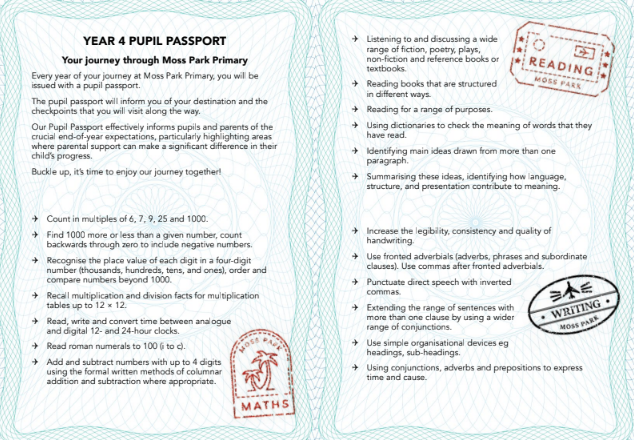 YEAR 4 PUPIL PASSPORT
Your journey through Moss Park Primary
Every year of your journey at Moss Park Primary, you will be
issued with a pupil passport.
The pupil passport will inform you of your destination and the
checkpoints that you will visit along the way.
Our Pupil Passport effectively informs pupils and parents of the
crucial end-of-year expectations, particularly highlighting areas
where parental support can make a significant difference in their
child's progress.
Buckle up, it's time to enjoy our journey together!
Count in multiples of 6, 7, 9, 25 and 1000.
Find 1000 more or less than a given number, count
backwards through zero to include negative numbers.
Recognise the place value of each digit in a four-digit
number (thousands, hundreds, tens, and ones), order and
compare numbers beyond 1000.
Recall multiplication and division facts for multiplication
tables up to 12 × 12.
Read, write and convert time between analogue
and digital 12- and 24-hour clocks.
Read roman numerals to 100 (i to c).
Add and subtract numbers with up to 4 digits
using the formal written methods of columnar
addition and subtraction where appropriate.
MOSS PARK
MATHS
Listening to and discussing a wide
range of fiction, poetry, plays,
non-fiction and reference books or
textbooks.
Reading books that are structured
in different ways.
Reading for a range of purposes.
Using dictionaries to check the meaning of words that they
have read.
Identifying main ideas drawn from more than one
paragraph.
Summarising these ideas, identifying how language,
structure, and presentation contribute to meaning.
READING
MOSS PARK
Increase the legibility, consistency and quality of
handwriting.
Use fronted adverbials (adverbs, phrases and subordinate
clauses). Use commas after fronted adverbials.
Punctuate direct speech with inverted
commas.
Extending the range of sentences with
more than one clause by using a wider
range of conjunctions.
Use simple organisational devices eg
headings, sub-headings.
Using conjunctions, adverbs and prepositions to express
time and cause.
WRITING
MOSS PARK